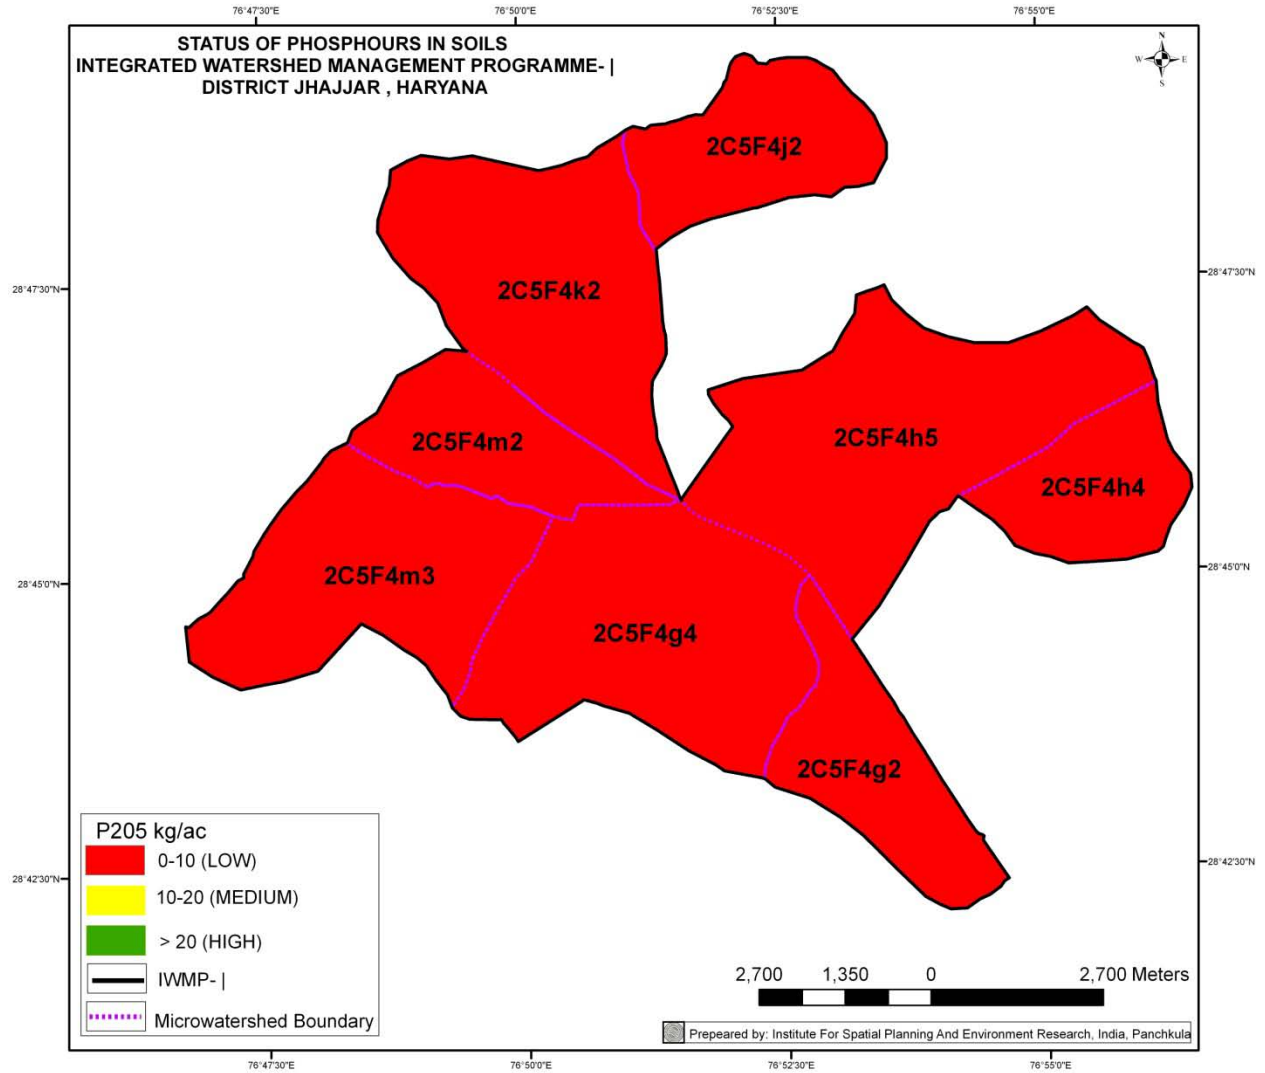 76°47'30"E 76°50'0"E 76°52'30"E 76°55'0"E
STATUS OF PHOSPHOURS IN SOILS
INTEGRATED WATERSHED MANAGEMENT PROGRAMME- |
DISTRICT JHAJJAR , HARYANA
N
W E
S
2C5F4j2
28°47'30"N 28°47'30"N
2C5F4k2
2C5F4h5
2C5F4m2
2C5F4h4
28°45'0"N 28°45'0"N
2C5F4m3
2C5F4g4
2C5F4g2
P205 kg/ac
0-10 (LOW)
10-20 (MEDIUM)
> 20 (HIGH)
IWMP- |
Microwatershed Boundary
28°42'30"N 28°42'30"N
2,700 1,350 0 2,700 Meters
Prepeared by: Institute For Spatial Planning And Environment Research, India, Panchkula
76°47'30"E 76°50'0"E 76°52'30"E 76°55'0"E